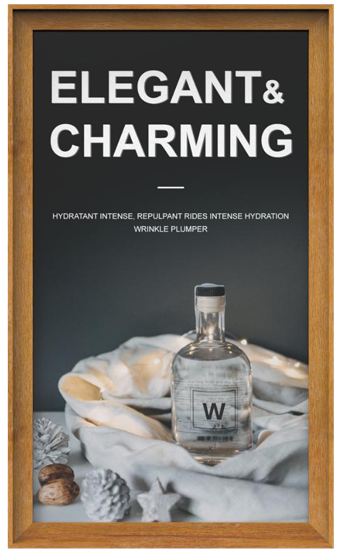 ELEGANT&
CHARMING
HYDRATANT INTENSE, REPULPANT RIDES INTENSE HYDRATION
WRINKLE PLUMPER
W